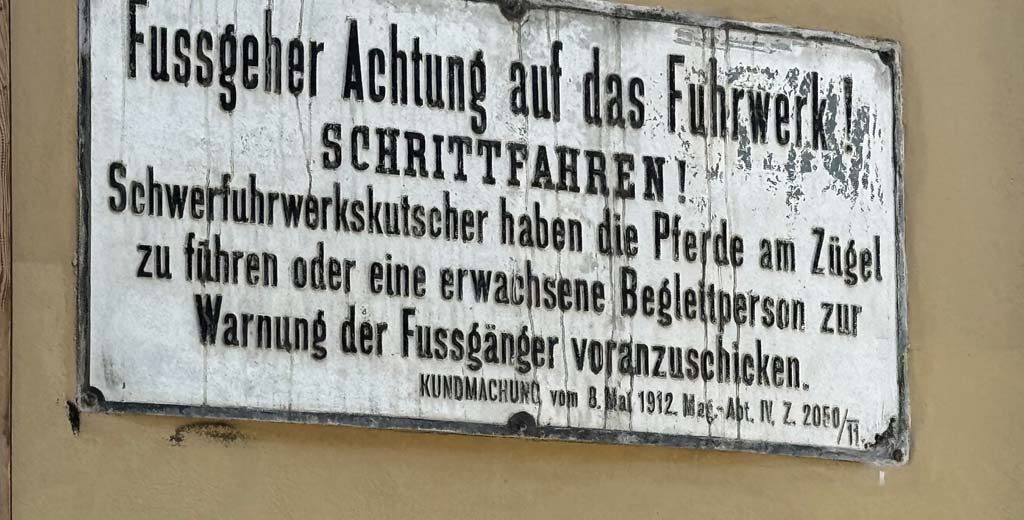 Fussgeher Achtung auf das Fuhrwerk!
SCHRITTFAHREN!
Schwerfuhrwerkskutscher haben die Pferde am Zügel
zu führen oder eine erwachsene Begleitperson zur
Warnung der Fussgänger voranzuschicken.
KUNDMACHUNG vom 8. Mai 1912. Mag.-Abt. IV, Z. 2050/11.